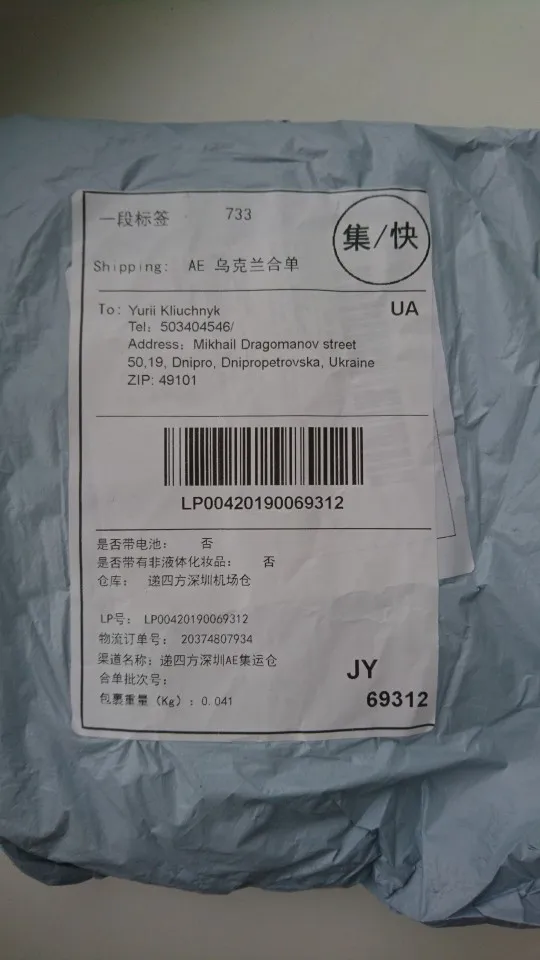 一段标签 733
集/快
Shipping: AE 乌克兰合单
To: Yurii Kliuchnyk
UA
Tel: 503404546/
Address: Mikhail Dragomanov street
50,19, Dnipro, Dnipropetrovska, Ukraine
ZIP: 49101
LP00420190069312
是否带电池: 否
是否带有非液体化妆品: 否
仓库: 递四方深圳机场仓
LP号: LP00420190069312
物流订单号: 20374807934
渠道名称: 递四方深圳AE集运仓
合单批次号:
包裹重量(Kg): 0.041
JY
69312